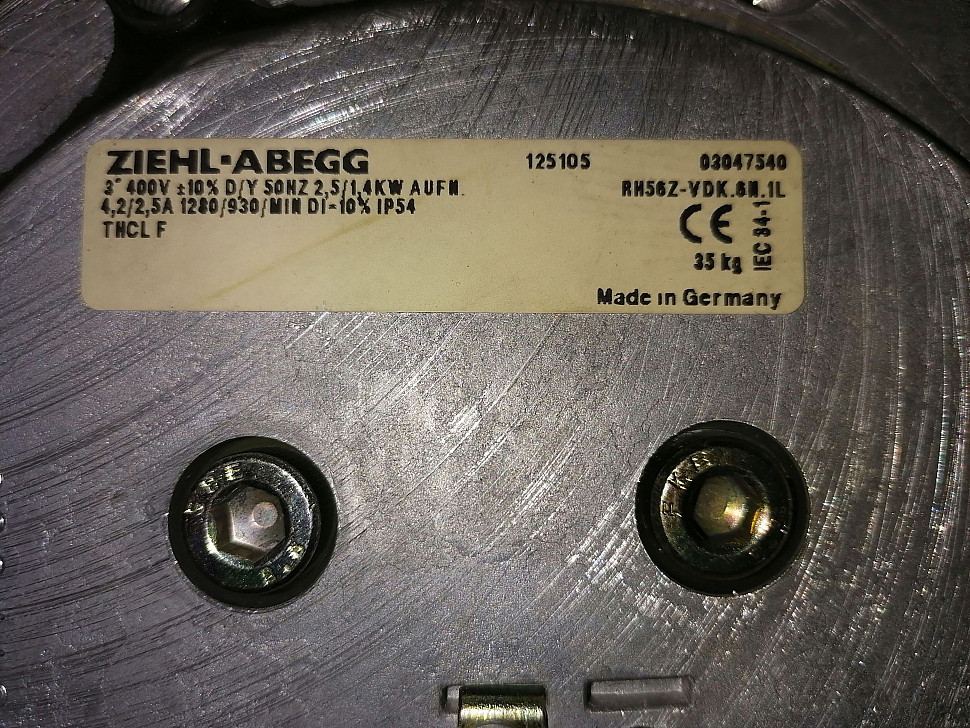 ZIEHL-ABEGG 125105 03047540
3~ 400V ±10% D/Y 50HZ 2,5/1,4KW AUFN. RH56Z-VDK.6N.1L
4,2/2,5A 1280/930/MIN DI=10% IP54
THCL F
CE
IEC 34-1
35 kg
Made in Germany